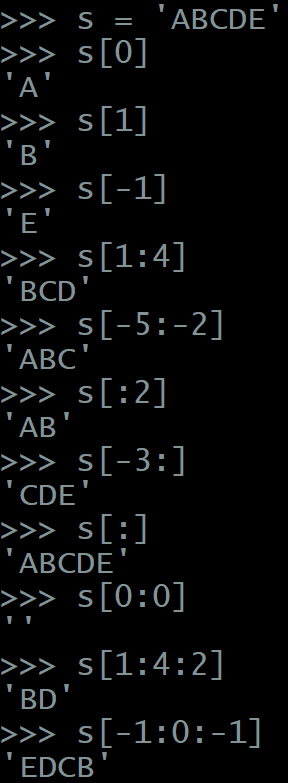 >>> s = 'ABCDE'
>>> s[0]
'A'
>>> s[1]
'B'
>>> s[-1]
'E'
>>> s[1:4]
'BCD'
>>> s[-5:-2]
'ABC'
>>> s[:2]
'AB'
>>> s[-3:]
'CDE'
>>> s[:]
'ABCDE'
>>> s[0:0]
''
>>> s[1:4:2]
'BD'
>>> s[-1:0:-1]
'EDCB'